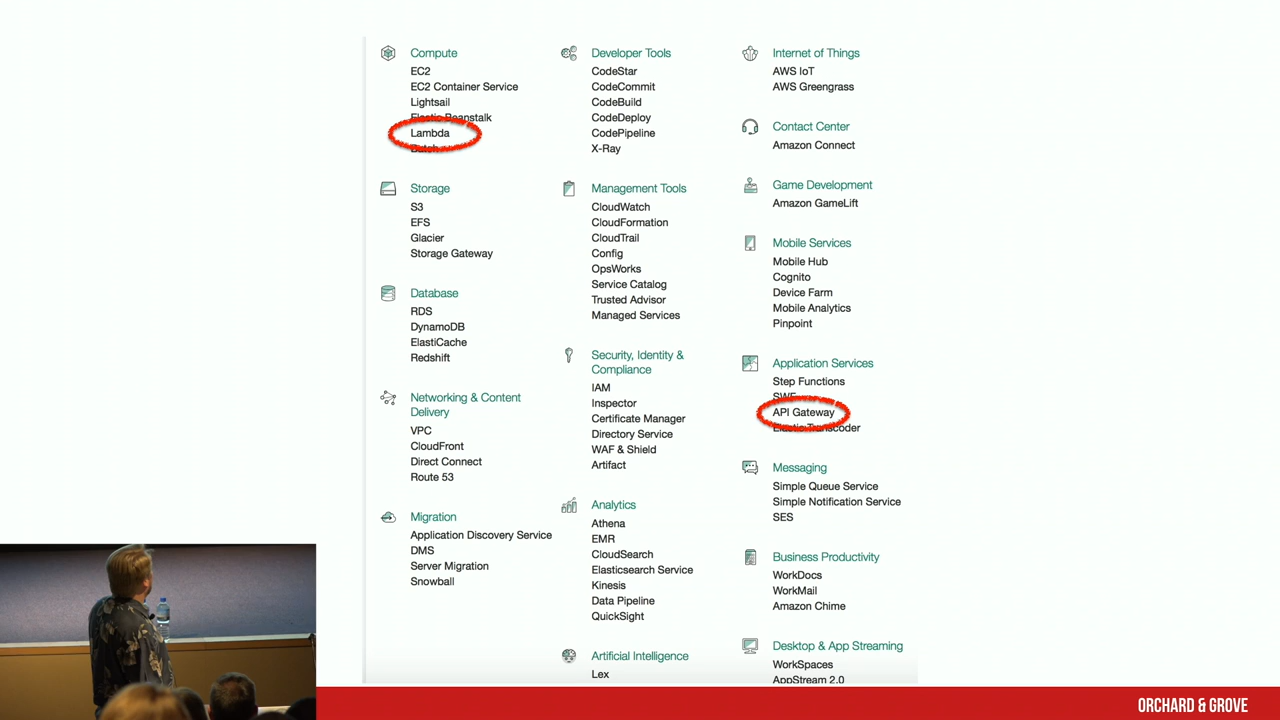 Compute
EC2
EC2 Container Service
Lightsail
Elastic Beanstalk
Lambda
Batch
Storage
S3
EFS
Glacier
Storage Gateway
Database
RDS
DynamoDB
ElastiCache
Redshift
Networking & Content
Delivery
VPC
CloudFront
Direct Connect
Route 53
Migration
Application Discovery Service
DMS
Server Migration
Snowball
Developer Tools
CodeStar
CodeCommit
CodeBuild
CodeDeploy
CodePipeline
X-Ray
Management Tools
CloudWatch
CloudFormation
CloudTrail
Config
OpsWorks
Service Catalog
Trusted Advisor
Managed Services
Security, Identity &
Compliance
IAM
Inspector
Certificate Manager
Directory Service
WAF & Shield
Artifact
Analytics
Athena
EMR
CloudSearch
Elasticsearch Service
Kinesis
Data Pipeline
QuickSight
Artificial Intelligence
Lex
Internet of Things
AWS IoT
AWS Greengrass
Contact Center
Amazon Connect
Game Development
Amazon GameLift
Mobile Services
Mobile Hub
Cognito
Device Farm
Mobile Analytics
Pinpoint
Application Services
Step Functions
SWF
API Gateway
Elastic Transcoder
Messaging
Simple Queue Service
Simple Notification Service
SES
Business Productivity
WorkDocs
WorkMail
Amazon Chime
Desktop & App Streaming
WorkSpaces
AppStream 2.0
ORCHARD & GROVE